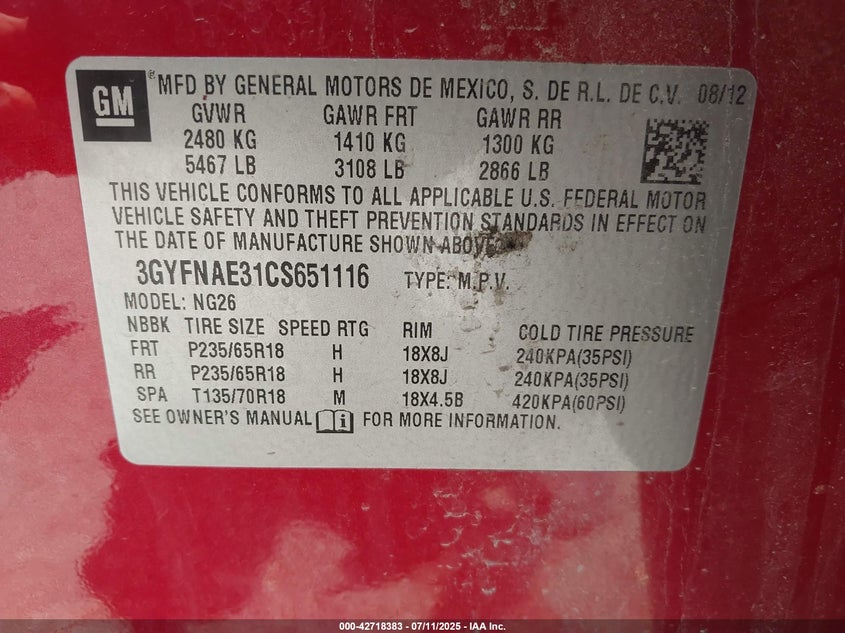 GM ® MFD BY GENERAL MOTORS DE MEXICO, S. DE R.L. DE C.V. 08/12
GVWR GAWR FRT GAWR RR
2480 KG 1410 KG 1300 KG
5467 LB 3108 LB 2866 LB
THIS VEHICLE CONFORMS TO ALL APPLICABLE U.S. FEDERAL MOTOR
VEHICLE SAFETY AND THEFT PREVENTION STANDARDS IN EFFECT ON
THE DATE OF MANUFACTURE SHOWN ABOVE.
3GYFNAE31CS651116 TYPE: M.P.V.
MODEL: NG26
NBBK TIRE SIZE SPEED RTG RIM COLD TIRE PRESSURE
FRT P235/65R18 H 18X8J 240KPA(35PSI)
RR P235/65R18 H 18X8J 240KPA(35PSI)
SPA T135/70R18 M 18X4.5B 420KPA(60PSI)
SEE OWNER'S MANUAL FOR MORE INFORMATION.
000-42718383 - 07/11/2025 - IAA Inc.